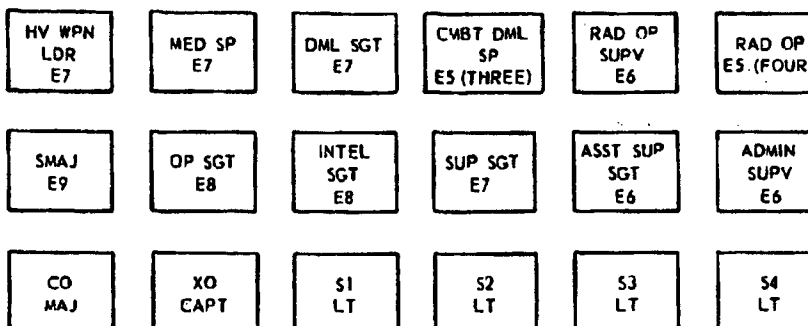 HV WPN
LDR
E7
MED SP
E7
DML SGT
E7
CMBT DML
SP
E5 (THREE)
RAD OP
SUPV
E6
RAD OP
E5 (FOUR
SMAJ
E9
OP SGT
E8
INTEL
SGT
E8
SUP SGT
E7
ASST SUP
SGT
E6
ADMIN
SUPV
E6
CO
MAJ
XO
CAPT
S1
LT
S2
LT
S3
LT
S4
LT